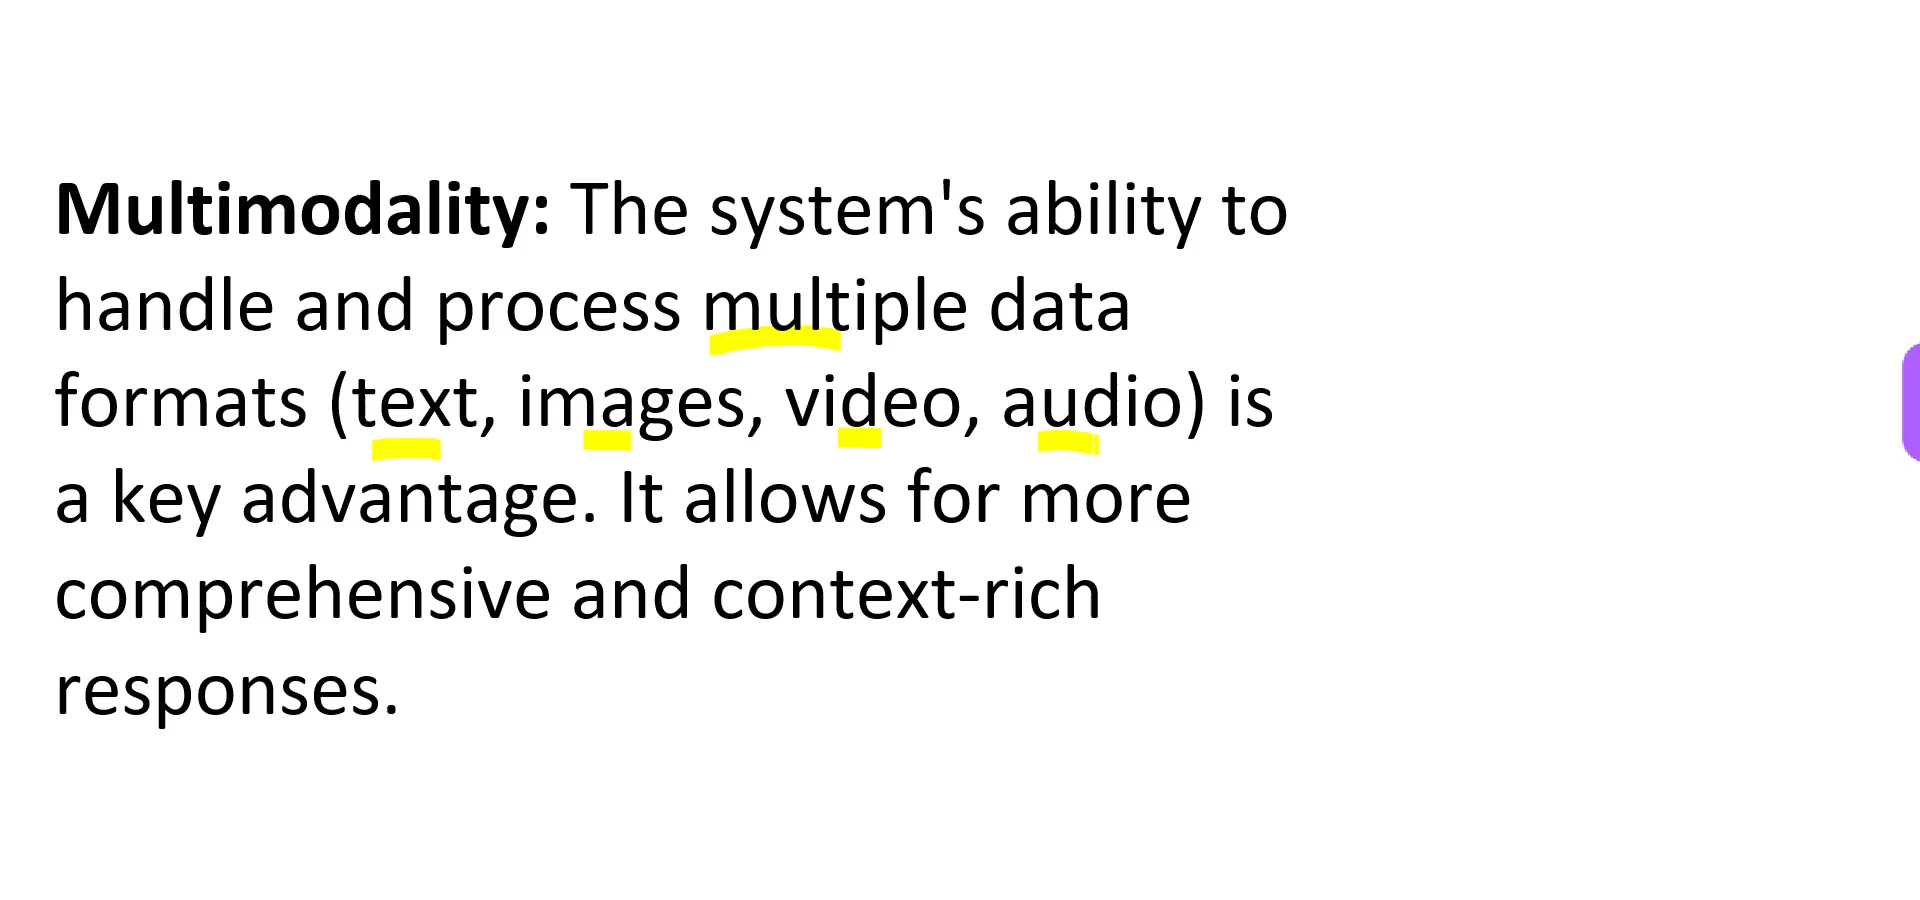 Multimodality: The system's ability to
handle and process multiple data
formats (text, images, video, audio) is
a key advantage. It allows for more
comprehensive and context-rich
responses.